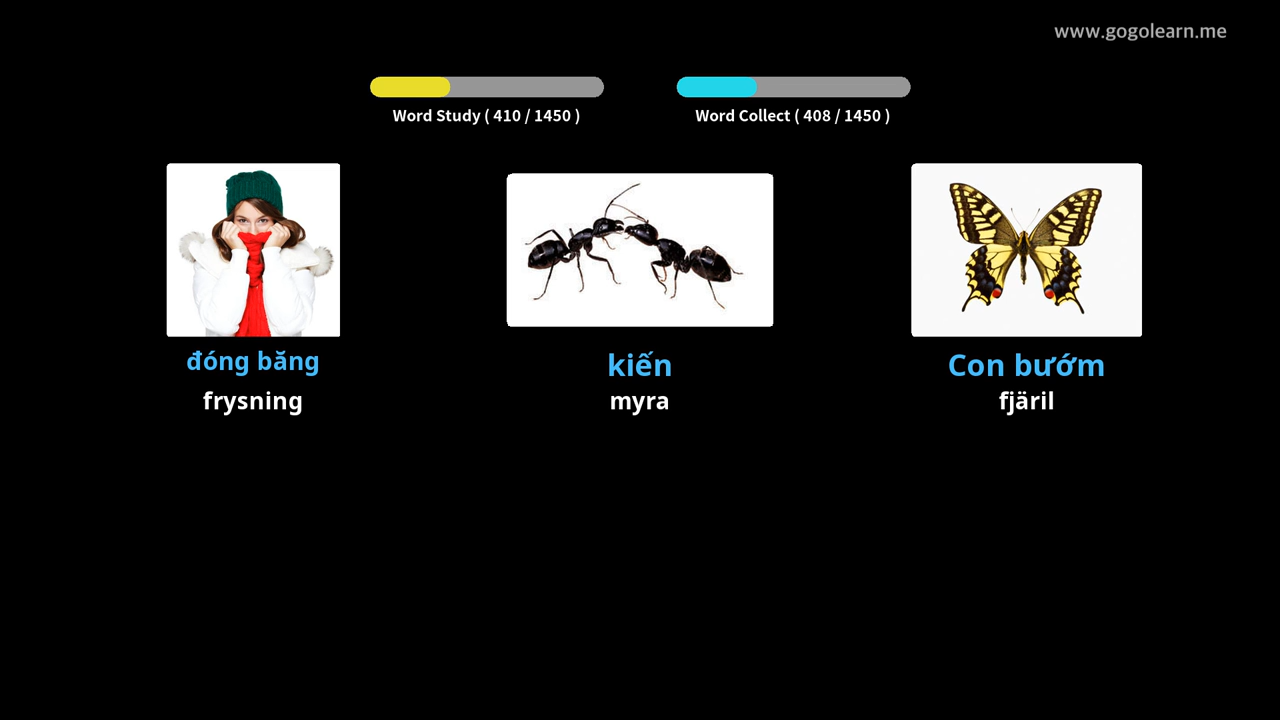 www.gogolearn.me
Word Study ( 410 / 1450 )
Word Collect ( 408 / 1450 )
đóng băng
frysning
kiến
myra
Con bướm
fjäril